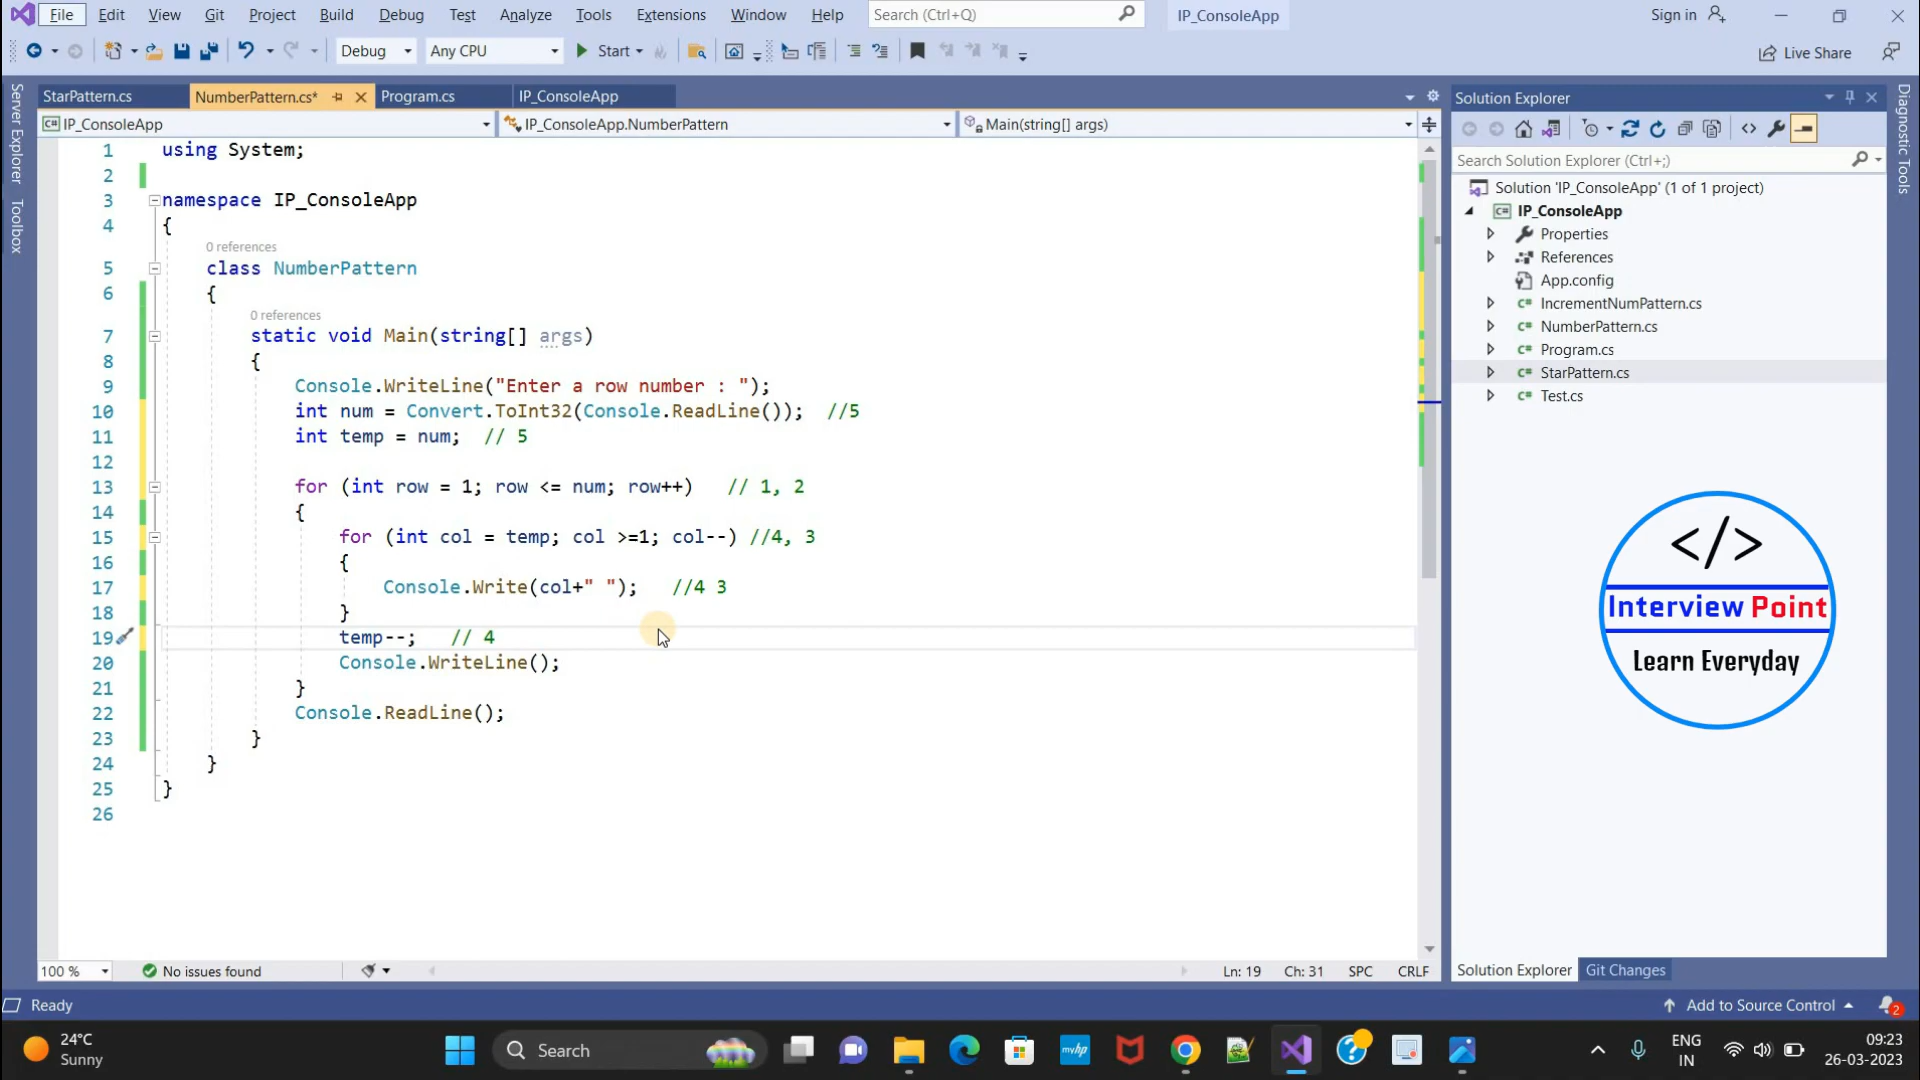 File Edit View Git Project Build Debug Test Analyze Tools Extensions Window Help Search (Ctrl+Q) IP_ConsoleApp Sign in
Debug Any CPU Start Live Share
StarPattern.cs NumberPattern.cs* Program.cs IP_ConsoleApp
IP_ConsoleApp IP_ConsoleApp.NumberPattern Main(string[] args)
Server Explorer
Toolbox
1 using System;
2
3 namespace IP_ConsoleApp
4 {
0 references
5 class NumberPattern
6 {
0 references
7 static void Main(string[] args)
8 {
9 Console.WriteLine("Enter a row number : ");
10 int num = Convert.ToInt32(Console.ReadLine()); //5
11 int temp = num; // 5
12
13 for (int row = 1; row <= num; row++) // 1, 2
14 {
15 for (int col = temp; col >=1; col--) //4, 3
16 {
17 Console.Write(col+" "); //4 3
18 }
19 temp--; // 4
20 Console.WriteLine();
21 }
22 Console.ReadLine();
23 }
24 }
25 }
26
100 % No issues found Ln: 19 Ch: 31 SPC CRLF
Solution Explorer
Search Solution Explorer (Ctrl+;)
Solution 'IP_ConsoleApp' (1 of 1 project)
IP_ConsoleApp
Properties
References
App.config
IncrementNumPattern.cs
NumberPattern.cs
Program.cs
StarPattern.cs
Test.cs
</>
Interview Point
Learn Everyday
Solution Explorer Git Changes
Diagnostic Tools
Ready Add to Source Control 2
24°C
Sunny
Search
myhp
ENG
IN
09:23
26-03-2023